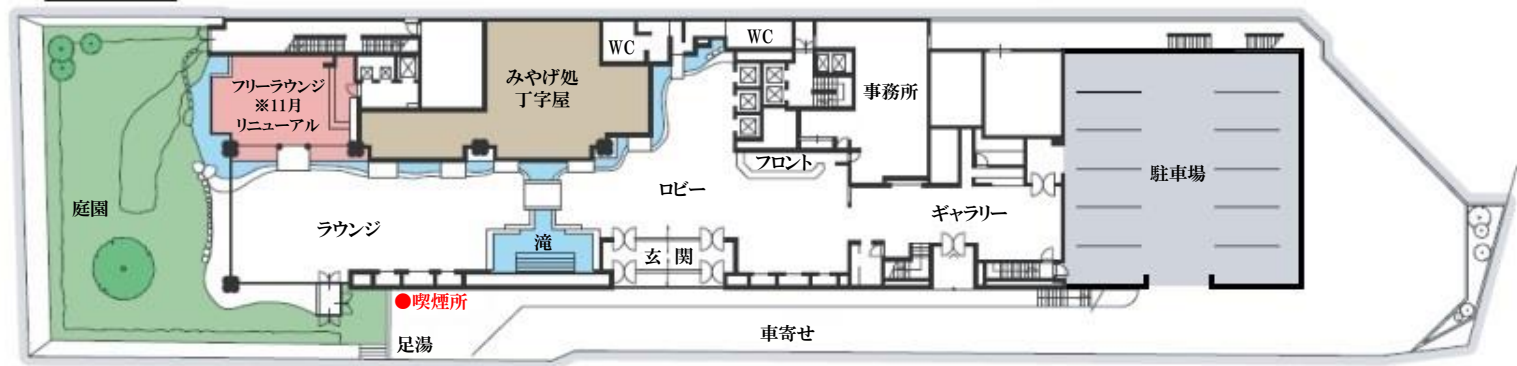 WC
WC
フリーラウンジ
※11月
リニューアル
みやげ処
丁字屋
事務所
フロント
駐車場
ロビー
庭園
ギャラリー
ラウンジ
滝
玄関
●喫煙所
足湯
車寄せ